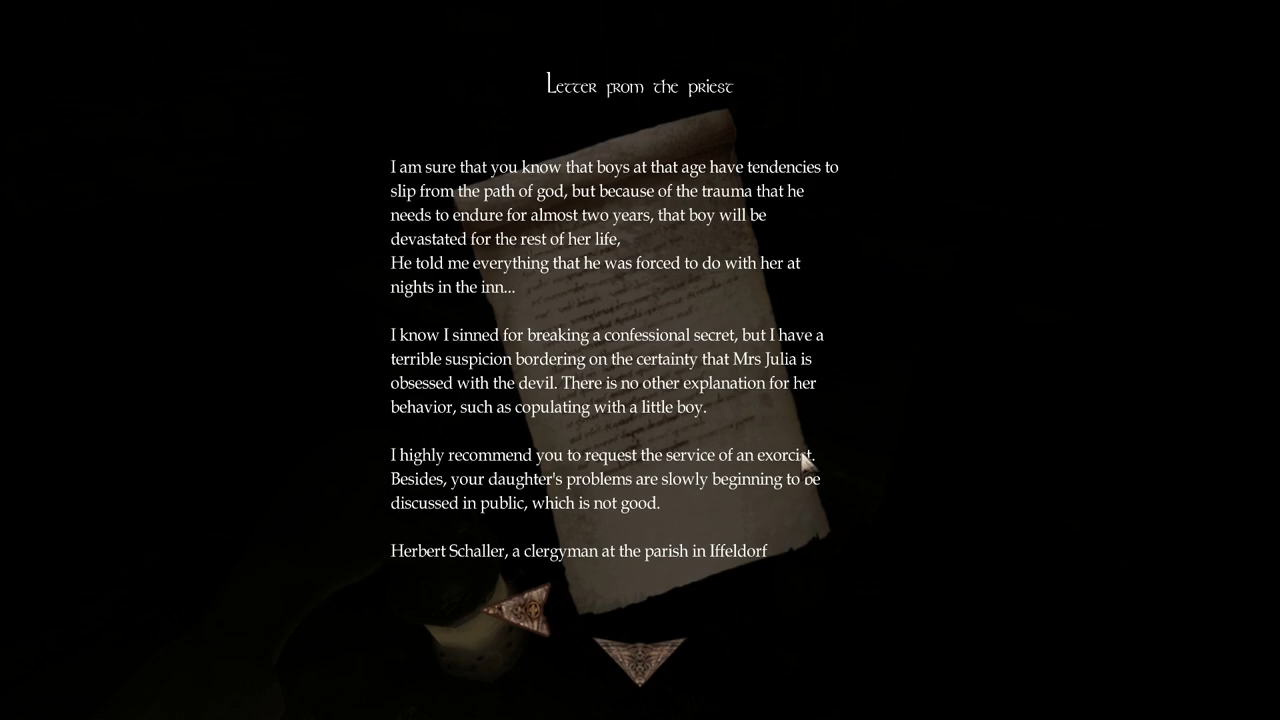 Letter from the priest
I am sure that you know that boys at that age have tendencies to
slip from the path of god, but because of the trauma that he
needs to endure for almost two years, that boy will be
devastated for the rest of her life,
He told me everything that he was forced to do with her at
nights in the inn...
I know I sinned for breaking a confessional secret, but I have a
terrible suspicion bordering on the certainty that Mrs Julia is
obsessed with the devil. There is no other explanation for her
behavior, such as copulating with a little boy.
I highly recommend you to request the service of an exorcist.
Besides, your daughter's problems are slowly beginning to be
discussed in public, which is not good.
Herbert Schaller, a clergyman at the parish in Iffeldorf